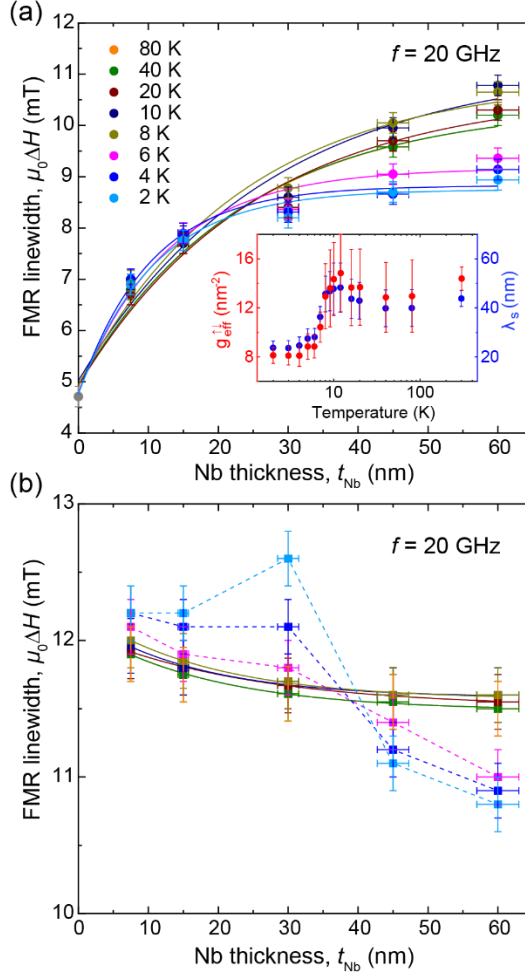 (a)
f = 20 GHz
80 K
40 K
20 K
10 K
8 K
6 K
4 K
2 K
FMR linewidth, μ₀ΔH (mT)
12
11
10
9
8
7
6
5
4
g⇅eff (nm⁻²)
16
12
8
λs (nm)
60
40
20
10
100
Temperature (K)
0
10
20
30
40
50
60
Nb thickness, tNb (nm)
(b)
f = 20 GHz
FMR linewidth, μ₀ΔH (mT)
13
12
11
10
0
10
20
30
40
50
60
Nb thickness, tNb (nm)